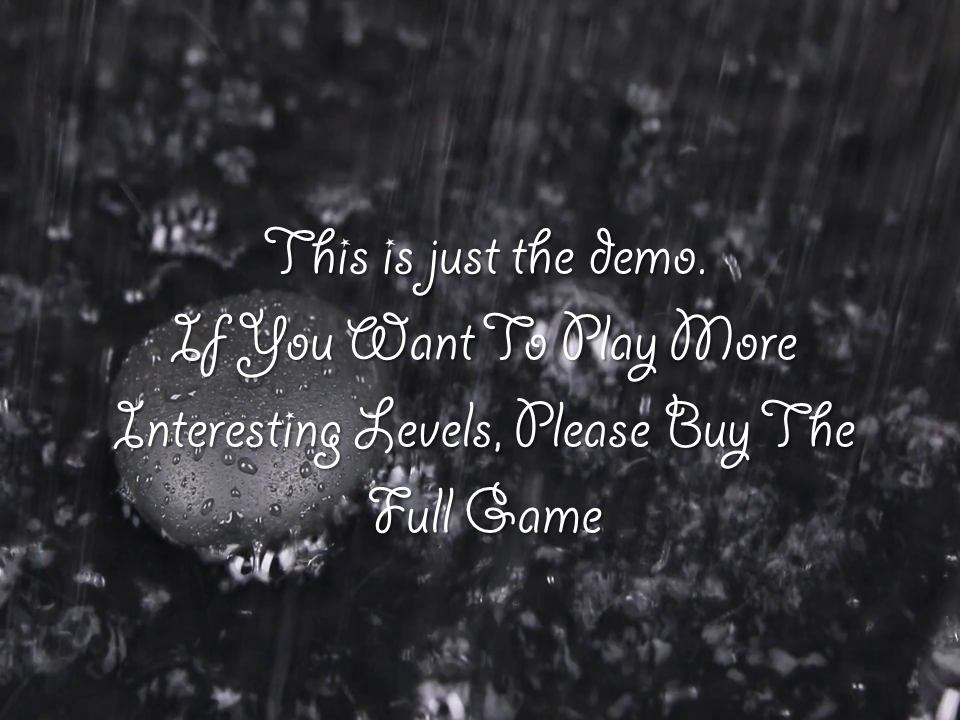 This is just the demo.
If You Want To Play More
Interesting Levels, Please Buy The
Full Game